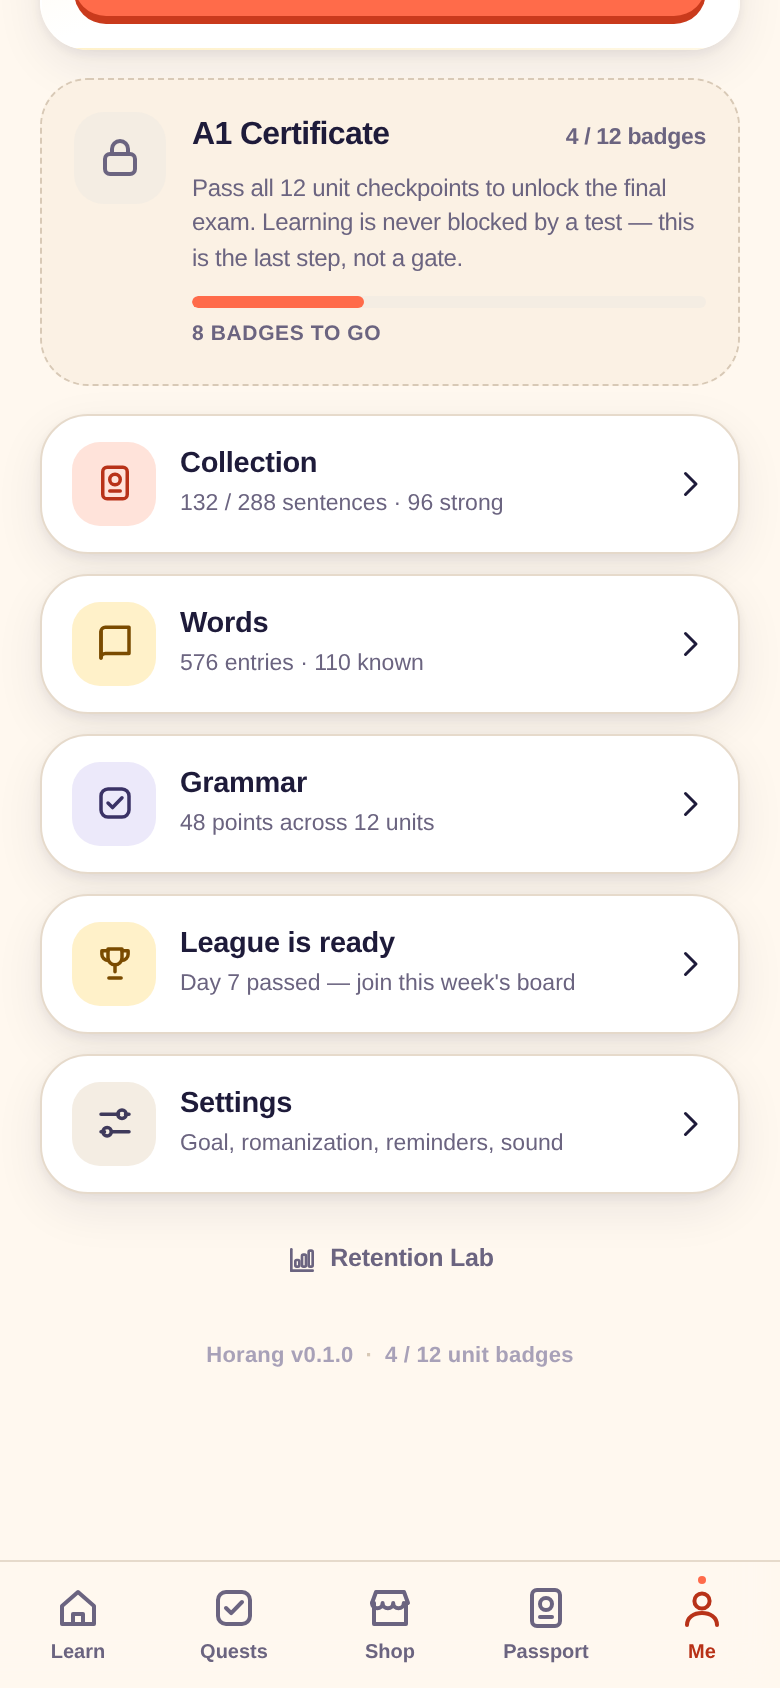 A1 Certificate
4 / 12 badges
Pass all 12 unit checkpoints to unlock the final
exam. Learning is never blocked by a test — this
is the last step, not a gate.
8 BADGES TO GO
Collection
132 / 288 sentences · 96 strong
Words
576 entries · 110 known
Grammar
48 points across 12 units
League is ready
Day 7 passed — join this week's board
Settings
Goal, romanization, reminders, sound
Retention Lab
Horang v0.1.0 · 4 / 12 unit badges
Learn
Quests
Shop
Passport
Me